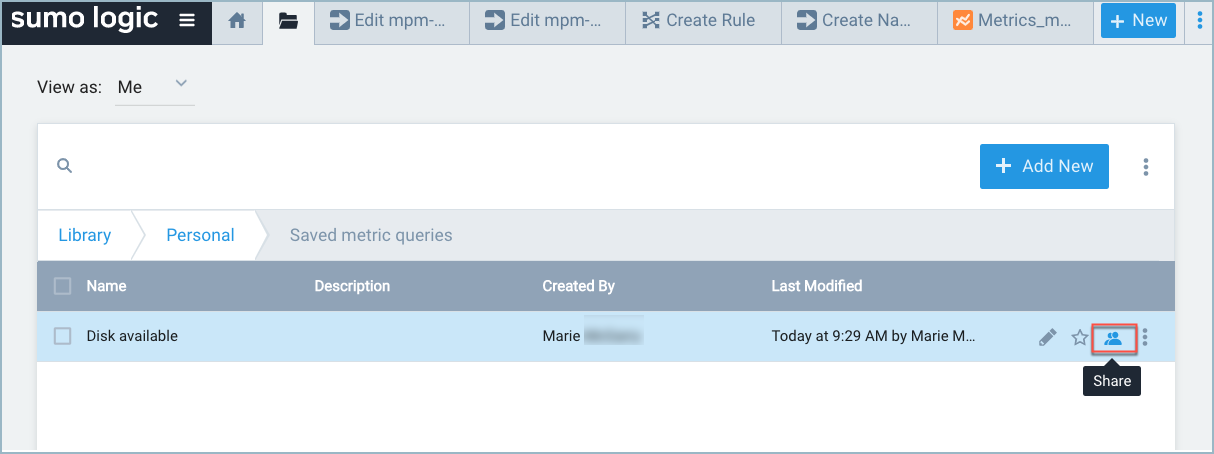 sumo logic Edit mpm-... Edit mpm-... Create Rule Create Na... Metrics_m... + New
View as: Me
+ Add New
Library Personal Saved metric queries
Name Description Created By Last Modified
Disk available Marie Today at 9:29 AM by Marie M...
Share